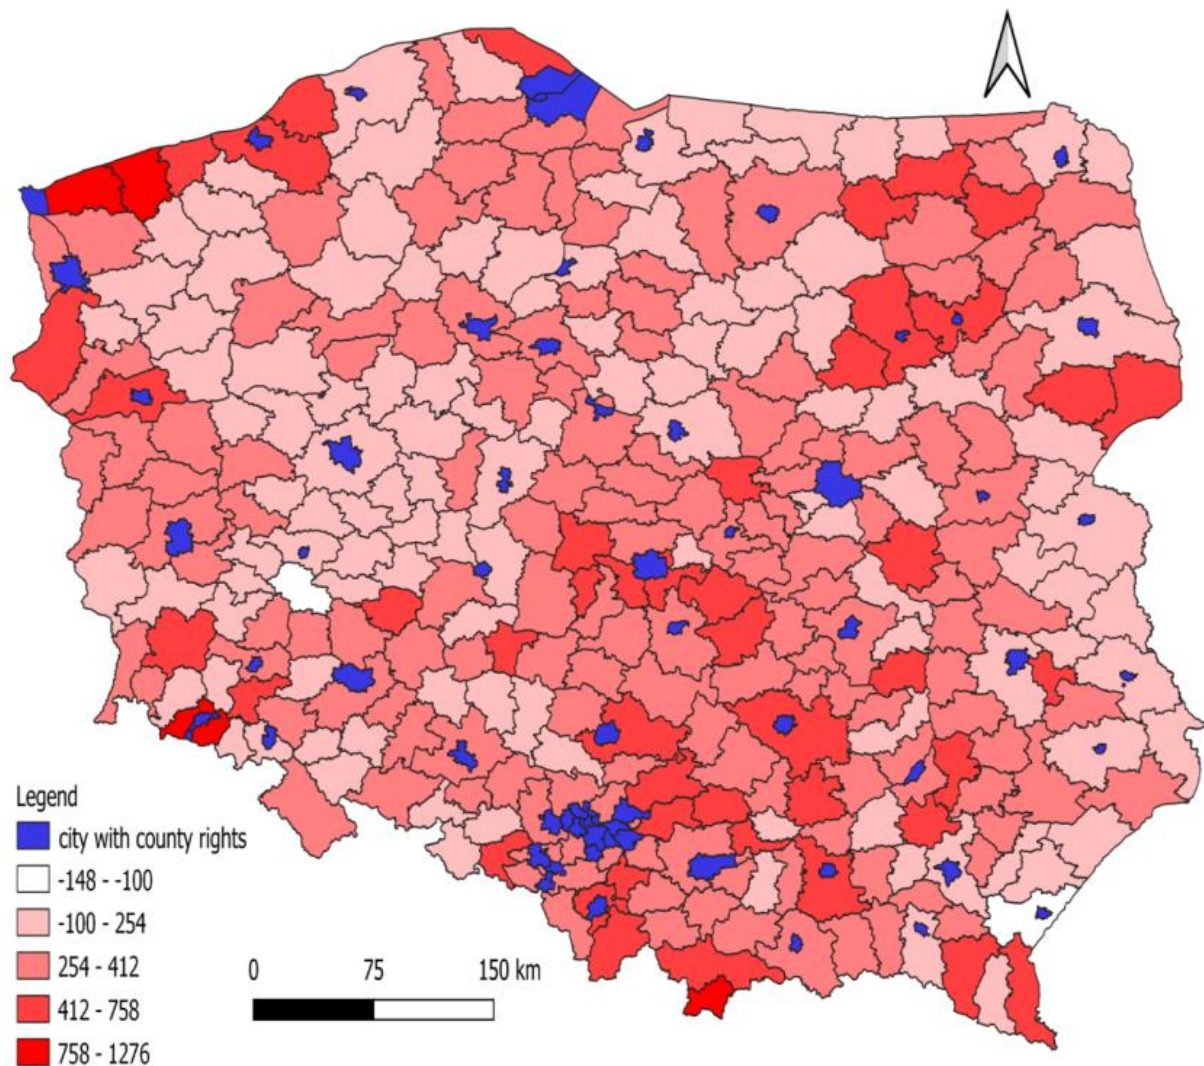 Legend
city with county rights
-148 - -100
-100 - 254
254 - 412
412 - 758
758 - 1276
0 75 150 km